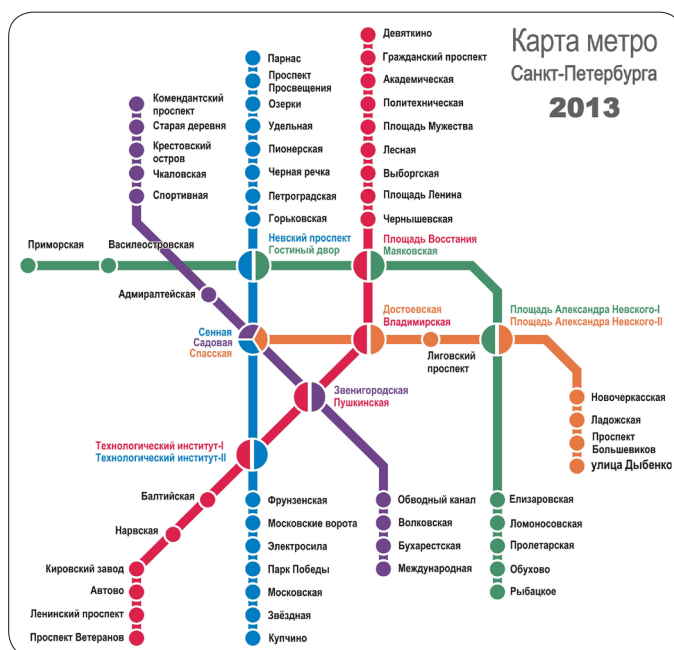 Карта метро
Санкт-Петербурга
2013
Девяткино
Гражданский проспект
Академическая
Политехническая
Площадь Мужества
Лесная
Выборгская
Площадь Ленина
Чернышевская
Парнас
Проспект
Просвещения
Озерки
Удельная
Пионерская
Черная речка
Петроградская
Горьковская
Комендантский
проспект
Старая деревня
Крестовский
остров
Чкаловская
Спортивная
Приморская
Василеостровская
Невский проспект
Гостиный двор
Площадь Восстания
Маяковская
Адмиралтейская
Сенная
Садовая
Спасская
Достоевская
Владимирская
Лиговский
проспект
Площадь Александра Невского-I
Площадь Александра Невского-II
Новочеркасская
Ладожская
Проспект
Большевиков
улица Дыбенко
Звенигородская
Пушкинская
Технологический институт-I
Технологический институт-II
Балтийская
Нарвская
Кировский завод
Автово
Ленинский проспект
Проспект Ветеранов
Фрунзенская
Московские ворота
Электросила
Парк Победы
Московская
Звёздная
Купчино
Обводный канал
Волковская
Бухарестская
Международная
Елизаровская
Ломоносовская
Пролетарская
Обухово
Рыбацкое